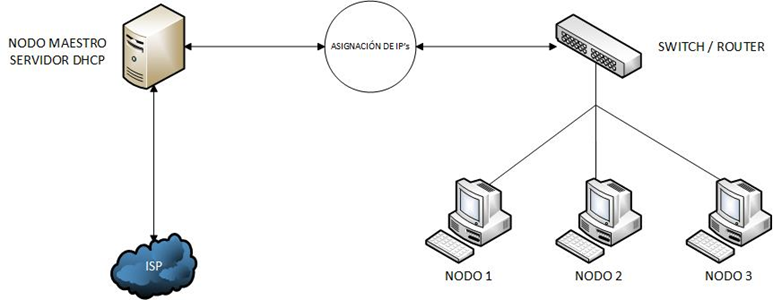 NODO MAESTRO
SERVIDOR DHCP
ASIGNACIÓN DE IP's
SWITCH / ROUTER
ISP
NODO 1
NODO 2
NODO 3